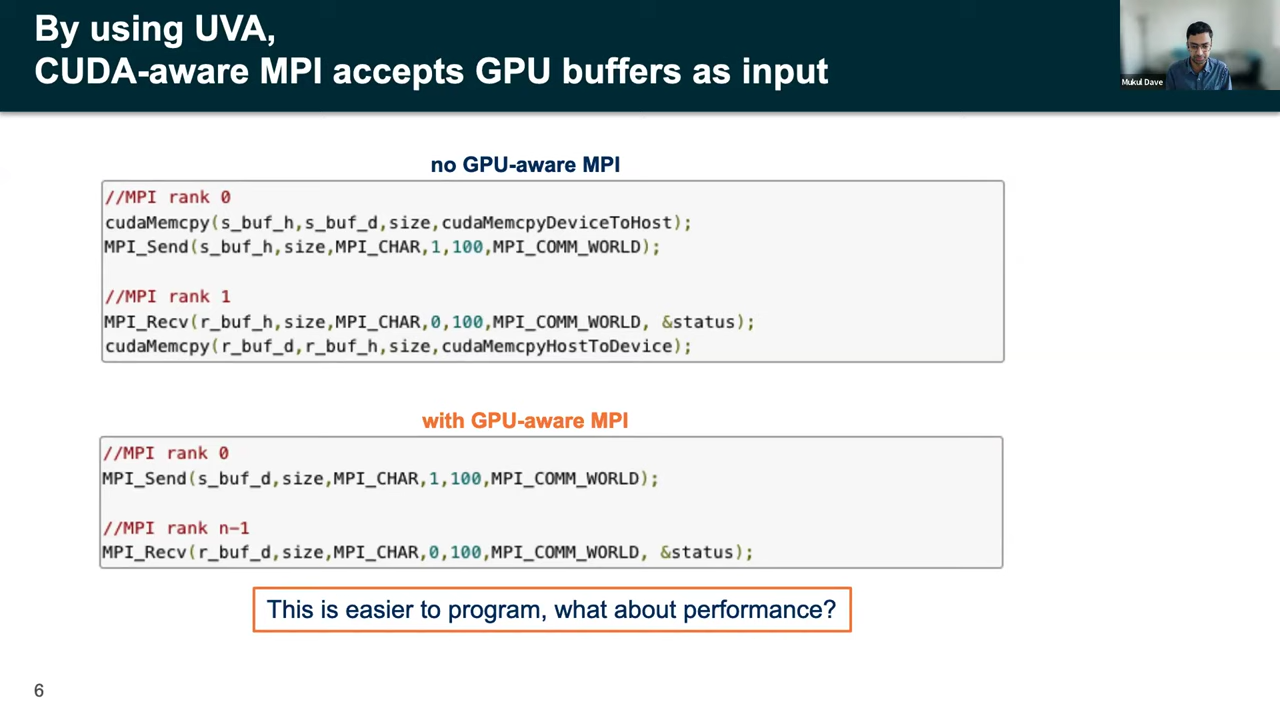 By using UVA,
CUDA-aware MPI accepts GPU buffers as input
Mukul Dave
no GPU-aware MPI
//MPI rank 0
cudaMemcpy(s_buf_h,s_buf_d,size,cudaMemcpyDeviceToHost);
MPI_Send(s_buf_h,size,MPI_CHAR,1,100,MPI_COMM_WORLD);
//MPI rank 1
MPI_Recv(r_buf_h,size,MPI_CHAR,0,100,MPI_COMM_WORLD, &status);
cudaMemcpy(r_buf_d,r_buf_h,size,cudaMemcpyHostToDevice);
with GPU-aware MPI
//MPI rank 0
MPI_Send(s_buf_d,size,MPI_CHAR,1,100,MPI_COMM_WORLD);
//MPI rank n-1
MPI_Recv(r_buf_d,size,MPI_CHAR,0,100,MPI_COMM_WORLD, &status);
This is easier to program, what about performance?
6